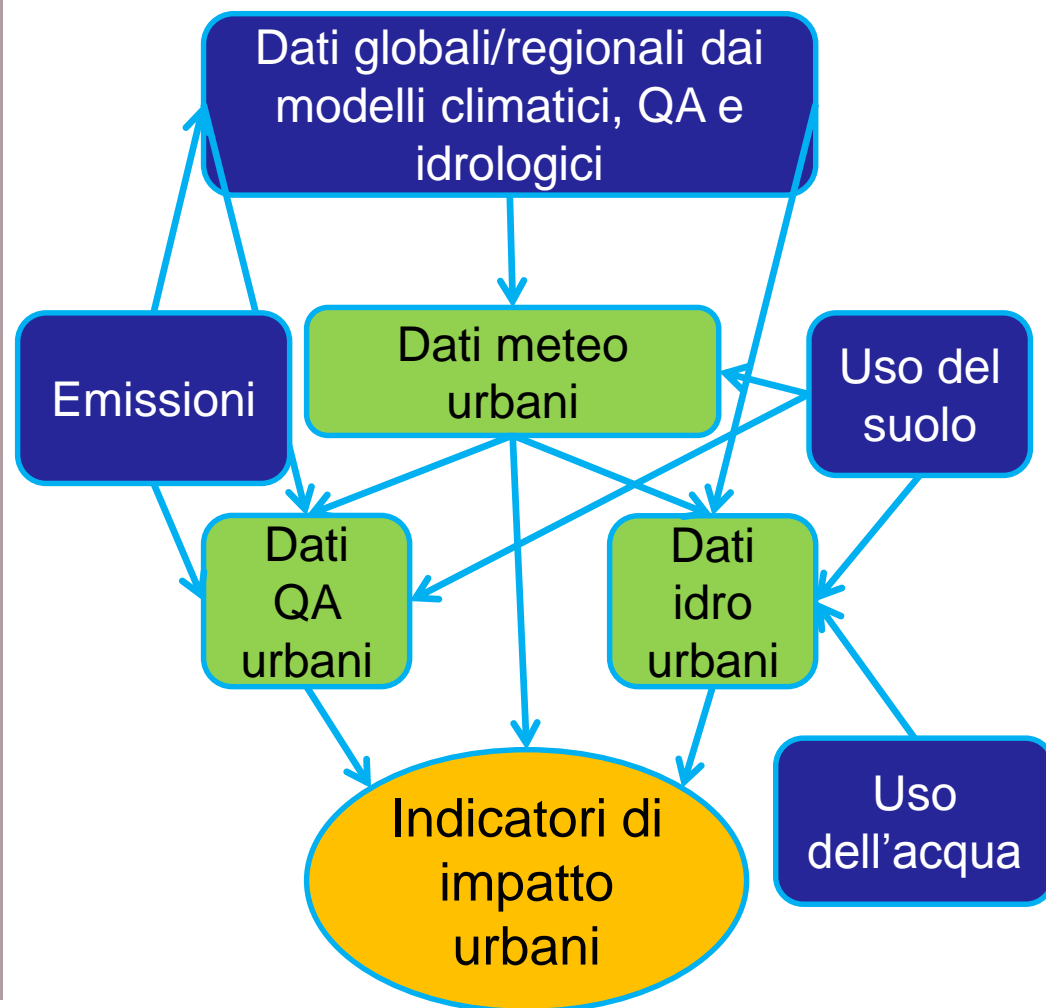 Dati globali/regionali dai
modelli climatici, QA e
idrologici
Emissioni
Dati meteo
urbani
Uso del
suolo
Dati
QA
urbani
Dati
idro
urbani
Uso
dell’acqua
Indicatori di
impatto
urbani